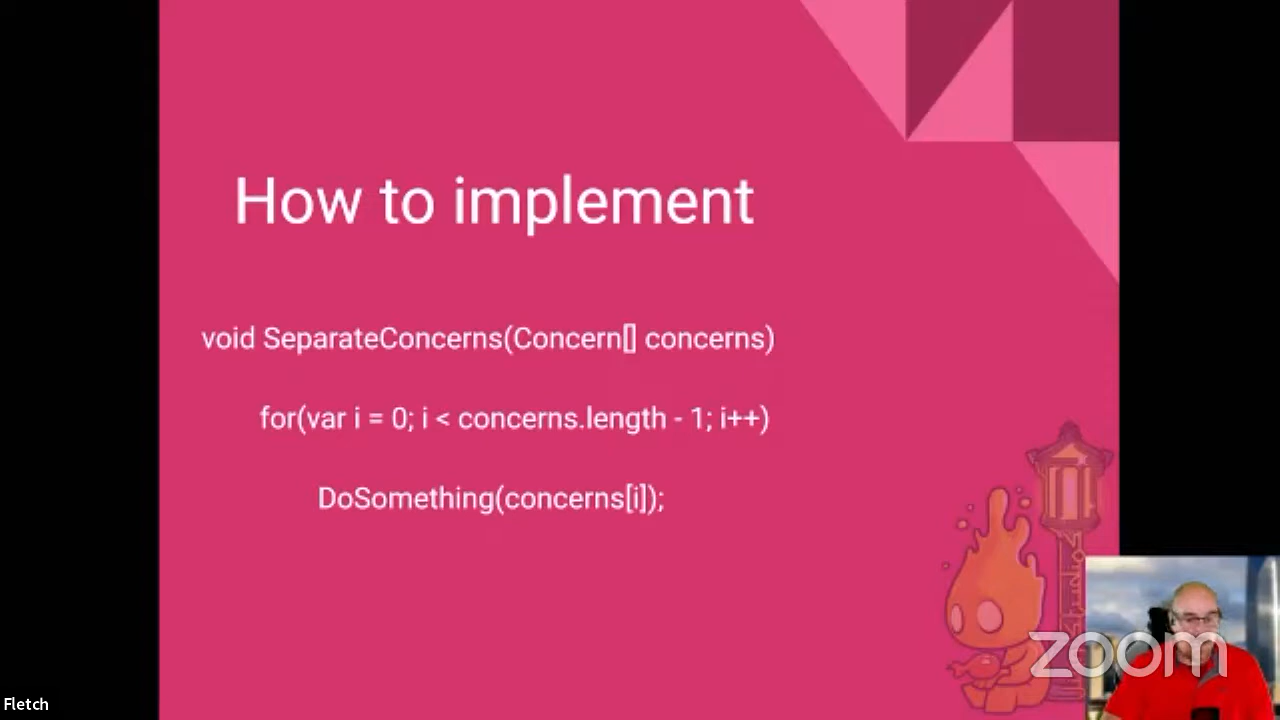 How to implement
void SeparateConcerns(Concern[] concerns)
for(var i = 0; i < concerns.length - 1; i++)
DoSomething(concerns[i]);
zoom
Fletch